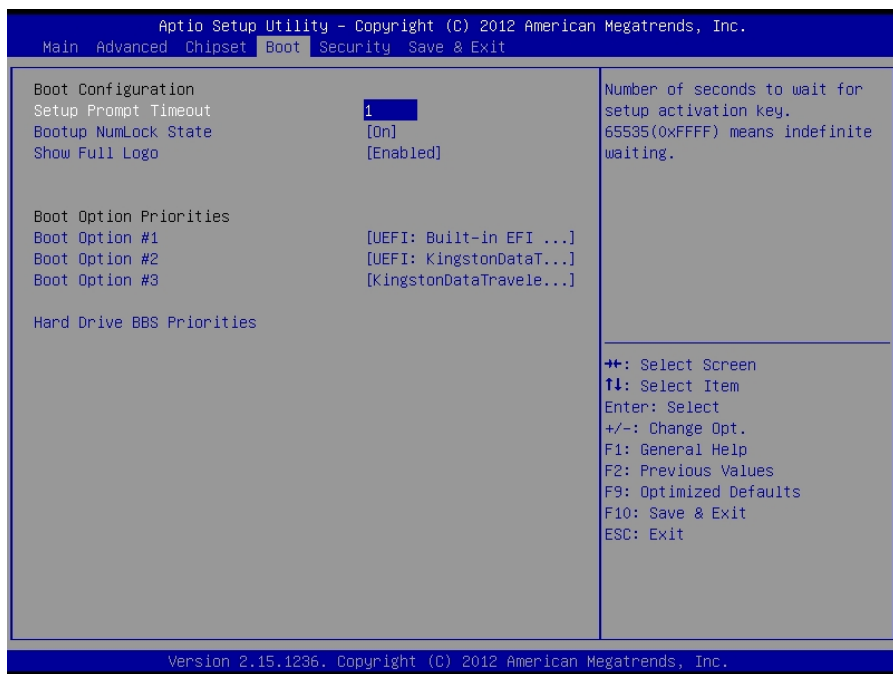 Aptio Setup Utility – Copyright (C) 2012 American Megatrends, Inc.
Main Advanced Chipset Boot Security Save & Exit
Boot Configuration
Setup Prompt Timeout 1
Bootup NumLock State [On]
Show Full Logo [Enabled]
Boot Option Priorities
Boot Option #1 [UEFI: Built-in EFI ...]
Boot Option #2 [UEFI: KingstonDataT...]
Boot Option #3 [KingstonDataTravele...]
Hard Drive BBS Priorities
Number of seconds to wait for
setup activation key.
65535(0xFFFF) means indefinite
waiting.
→←: Select Screen
↑↓: Select Item
Enter: Select
+/-: Change Opt.
F1: General Help
F2: Previous Values
F9: Optimized Defaults
F10: Save & Exit
ESC: Exit
Version 2.15.1236. Copyright (C) 2012 American Megatrends, Inc.